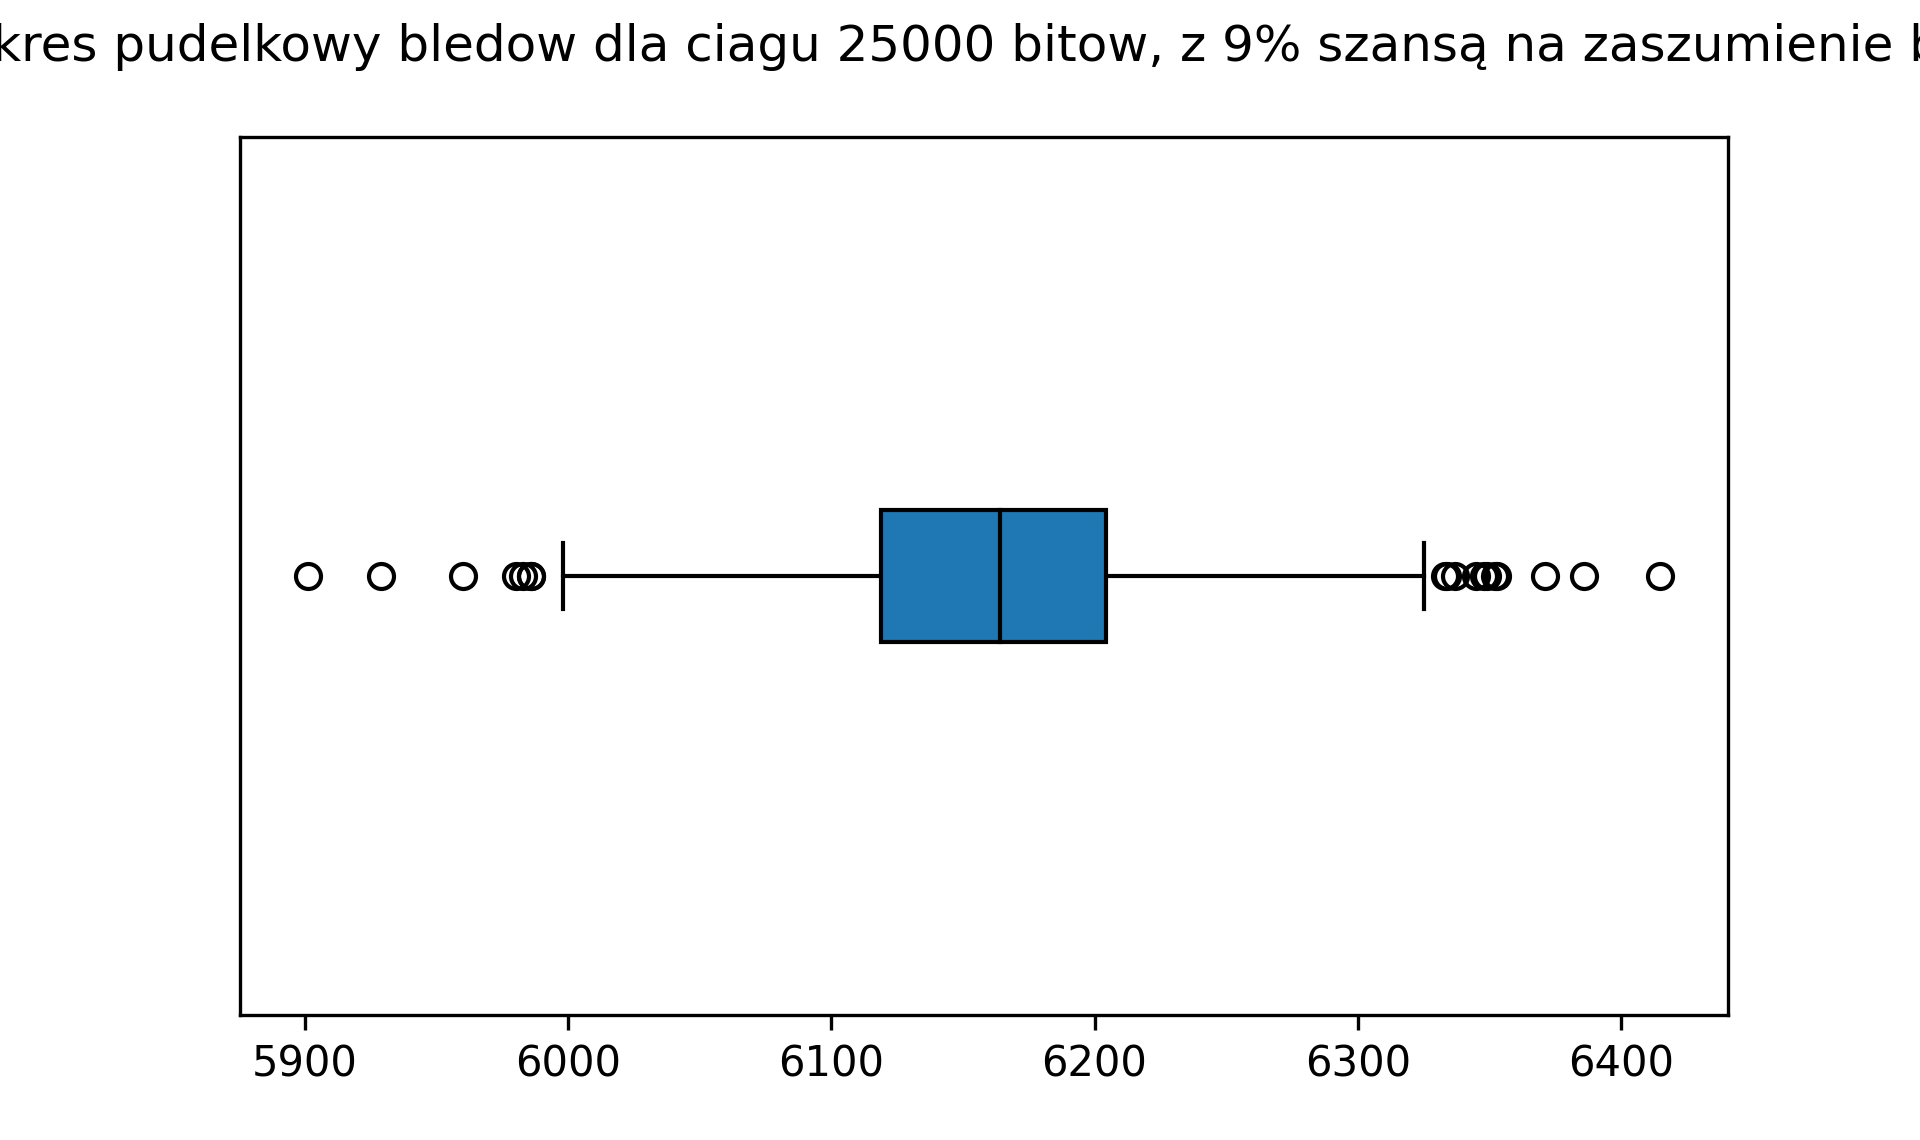 kres pudelkowy bledow dla ciagu 25000 bitow, z 9% szansą na zaszumienie
5900 6000 6100 6200 6300 6400